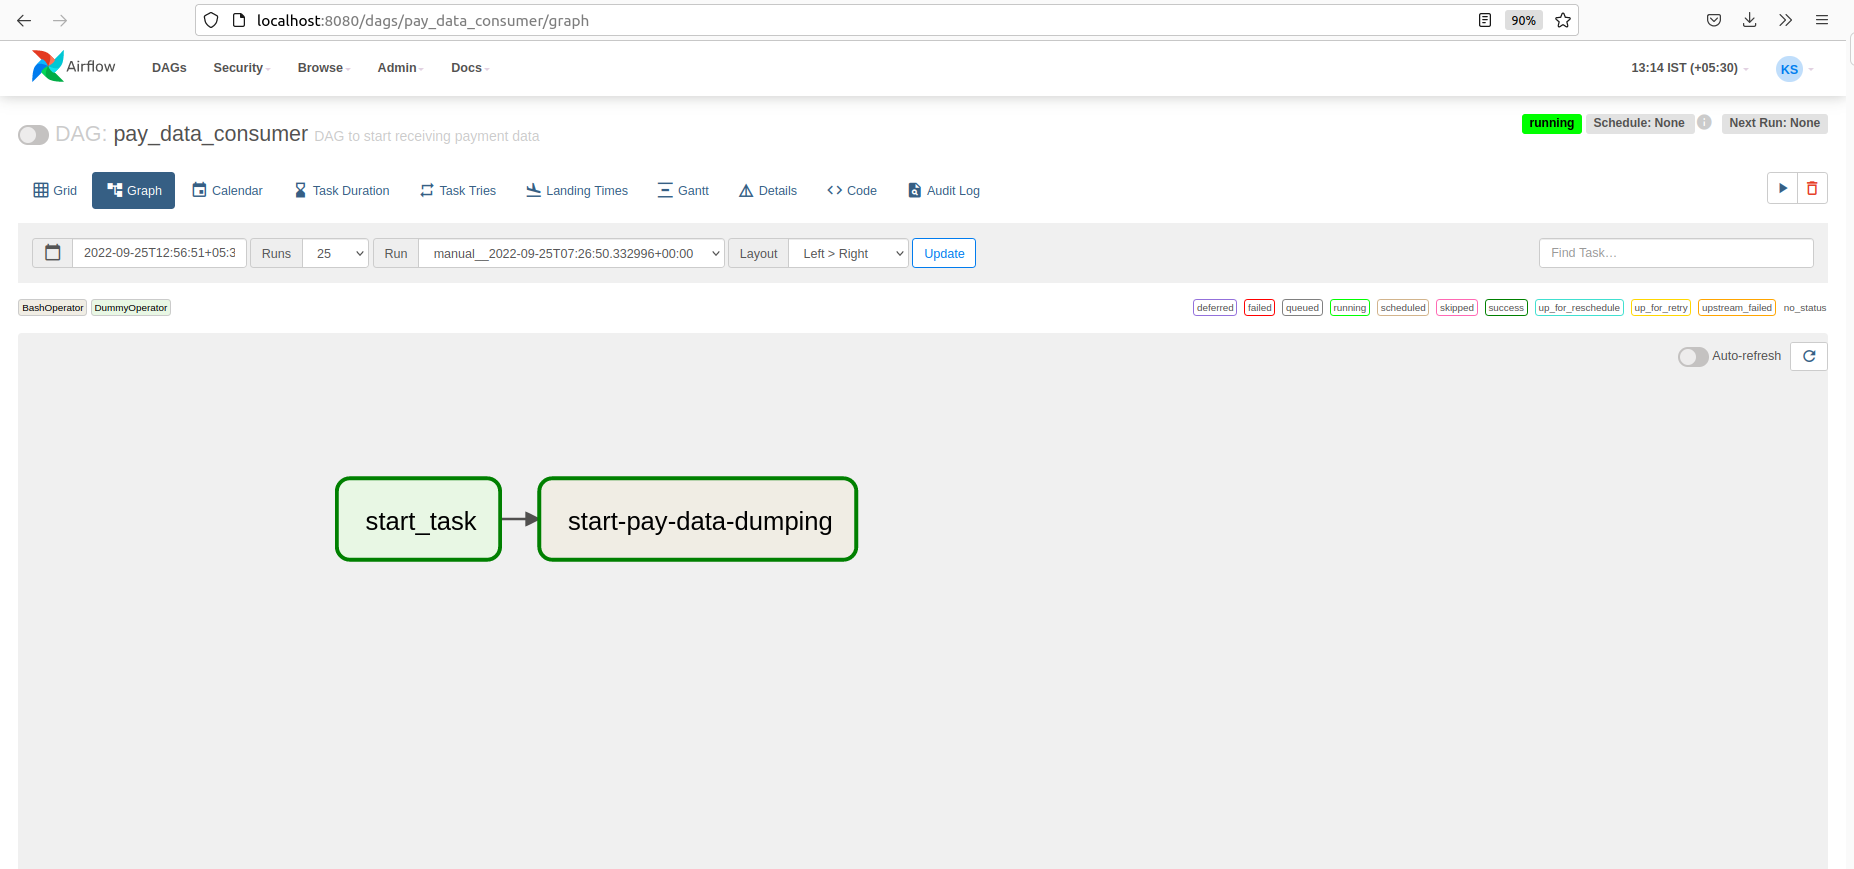 localhost:8080/dags/pay_data_consumer/graph
90%
Airflow
DAGs
Security
Browse
Admin
Docs
13:14 IST (+05:30)
KS
DAG: pay_data_consumer DAG to start receiving payment data
running
Schedule: None
Next Run: None
Grid
Graph
Calendar
Task Duration
Task Tries
Landing Times
Gantt
Details
Code
Audit Log
2022-09-25T12:56:51+05:3
Runs
25
Run
manual__2022-09-25T07:26:50.332996+00:00
Layout
Left > Right
Update
Find Task...
BashOperator
DummyOperator
deferred
failed
queued
running
scheduled
skipped
success
up_for_reschedule
up_for_retry
upstream_failed
no_status
Auto-refresh
start_task
start-pay-data-dumping